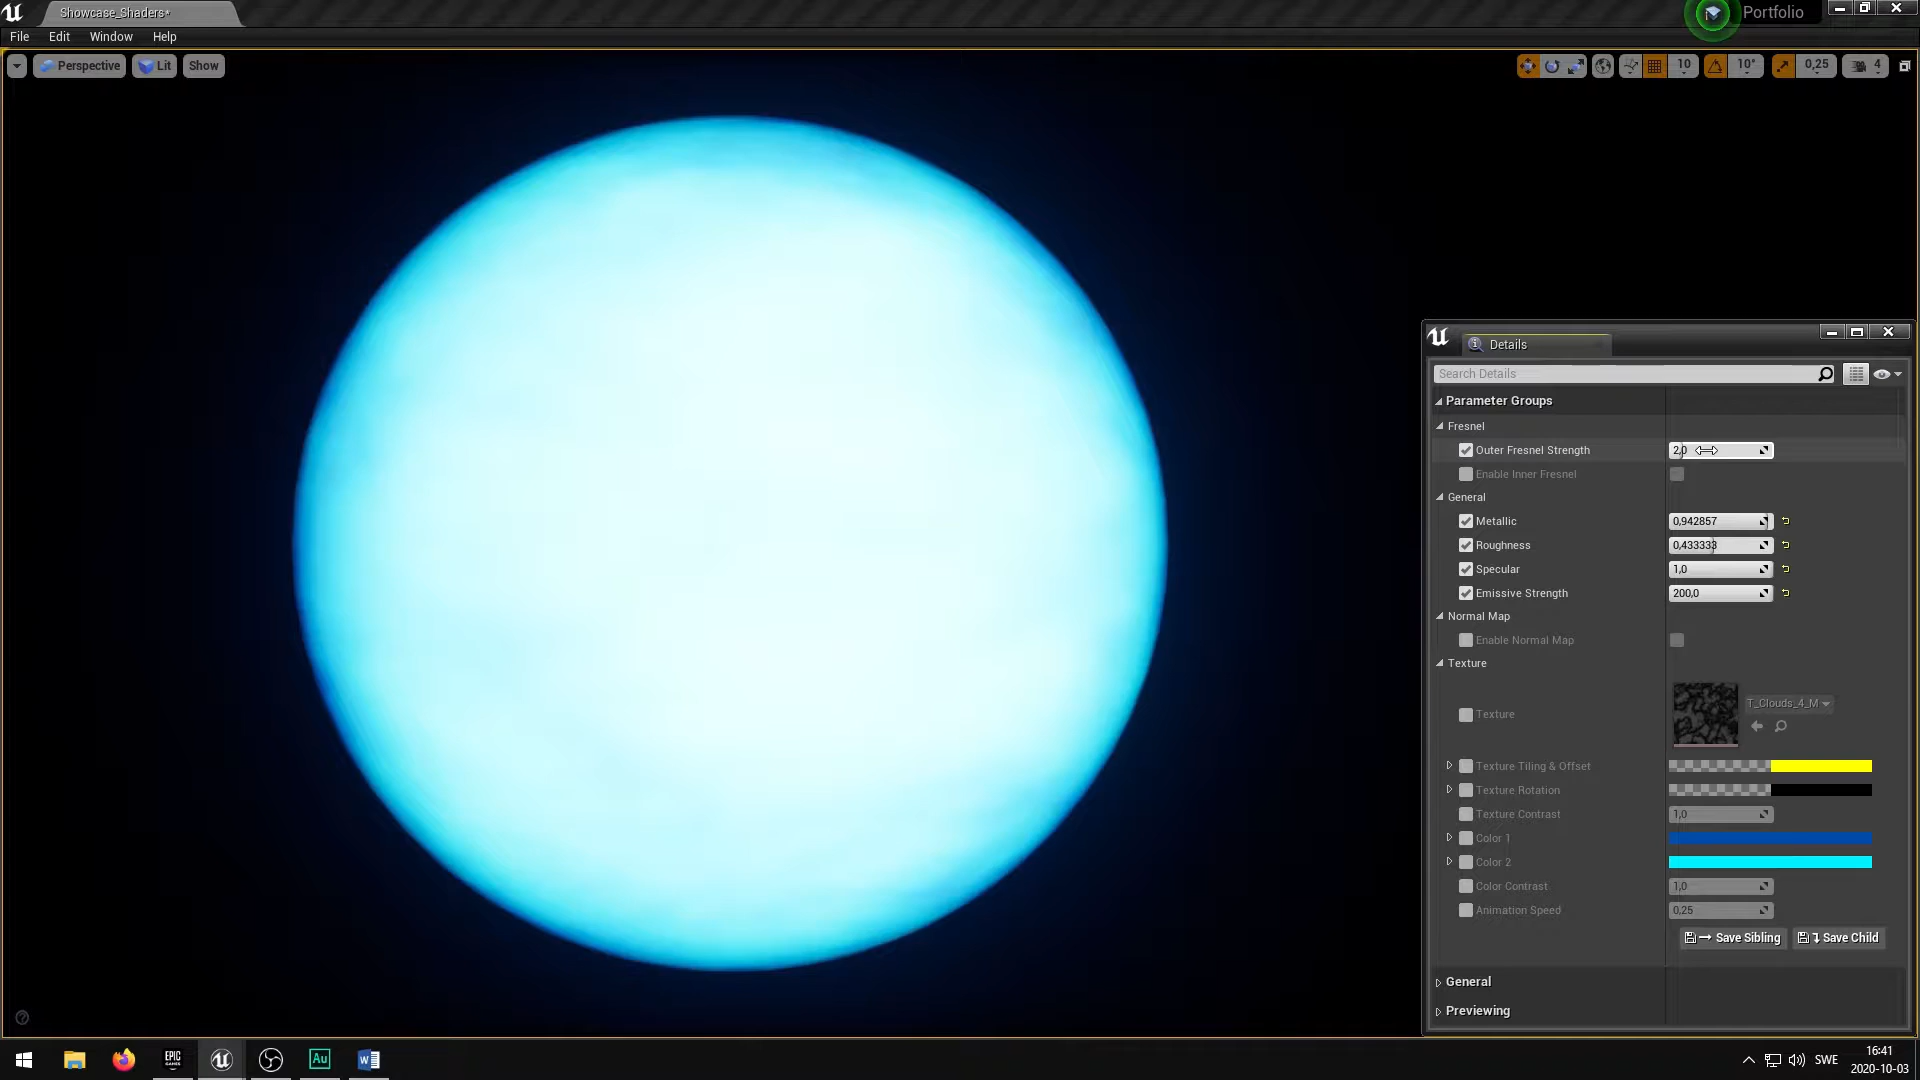 Showcase_Shaders*
Portfolio
File Edit Window Help
Perspective Lit Show
10 10° 0,25 4
Details
Search Details
Parameter Groups
Fresnel
Outer Fresnel Strength 2,0
Enable Inner Fresnel
General
Metallic 0,942857
Roughness 0,433333
Specular 1,0
Emissive Strength 200,0
Normal Map
Enable Normal Map
Texture
Texture T_Clouds_4_M
Texture Tiling & Offset
Texture Rotation
Texture Contrast 1,0
Color 1
Color 2
Color Contrast 1,0
Animation Speed 0,25
Save Sibling Save Child
General
Previewing
EPIC GAMES
Au
W
SWE
16:41
2020-10-03